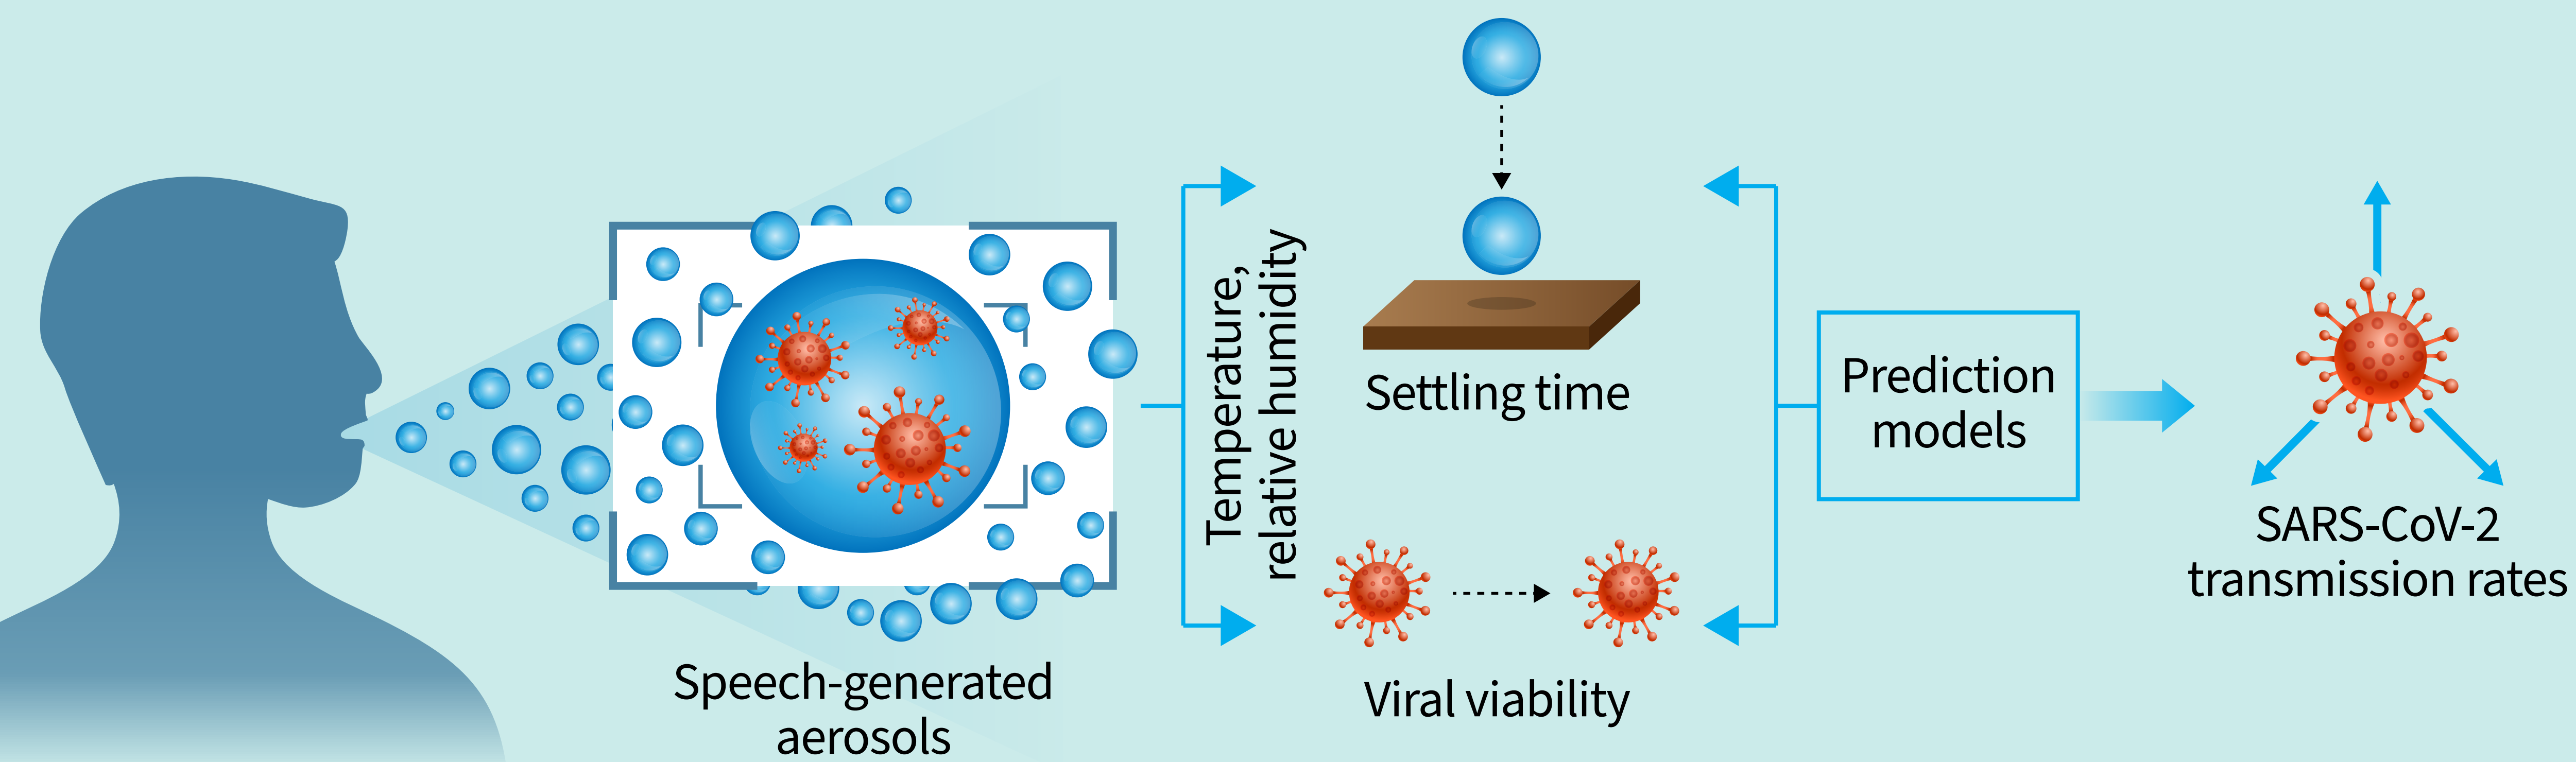 Speech-generated
aerosols
Temperature,
relative humidity
Settling time
Viral viability
Prediction
models
SARS-CoV-2
transmission rates